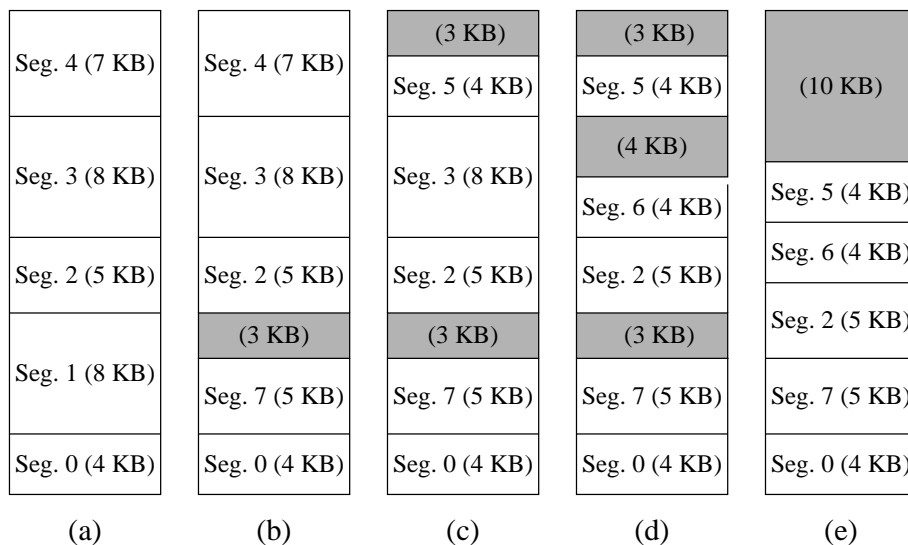 Seg. 4 (7 KB)
Seg. 3 (8 KB)
Seg. 2 (5 KB)
Seg. 1 (8 KB)
Seg. 0 (4 KB)
(a)
Seg. 4 (7 KB)
Seg. 3 (8 KB)
Seg. 2 (5 KB)
(3 KB)
Seg. 7 (5 KB)
Seg. 0 (4 KB)
(b)
(3 KB)
Seg. 5 (4 KB)
Seg. 3 (8 KB)
Seg. 2 (5 KB)
(3 KB)
Seg. 7 (5 KB)
Seg. 0 (4 KB)
(c)
(3 KB)
Seg. 5 (4 KB)
(4 KB)
Seg. 6 (4 KB)
Seg. 2 (5 KB)
(3 KB)
Seg. 7 (5 KB)
Seg. 0 (4 KB)
(d)
(10 KB)
Seg. 5 (4 KB)
Seg. 6 (4 KB)
Seg. 2 (5 KB)
Seg. 7 (5 KB)
Seg. 0 (4 KB)
(e)